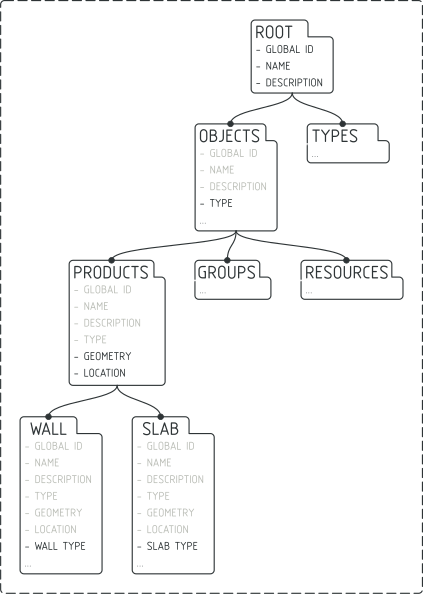 ROOT
- GLOBAL ID
- NAME
- DESCRIPTION
OBJECTS
- GLOBAL ID
- NAME
- DESCRIPTION
- TYPE
...
TYPES
...
PRODUCTS
- GLOBAL ID
- NAME
- DESCRIPTION
- TYPE
- GEOMETRY
- LOCATION
GROUPS
...
RESOURCES
...
WALL
- GLOBAL ID
- NAME
- DESCRIPTION
- TYPE
- GEOMETRY
- LOCATION
- WALL TYPE
...
SLAB
- GLOBAL ID
- NAME
- DESCRIPTION
- TYPE
- GEOMETRY
- LOCATION
- SLAB TYPE
...